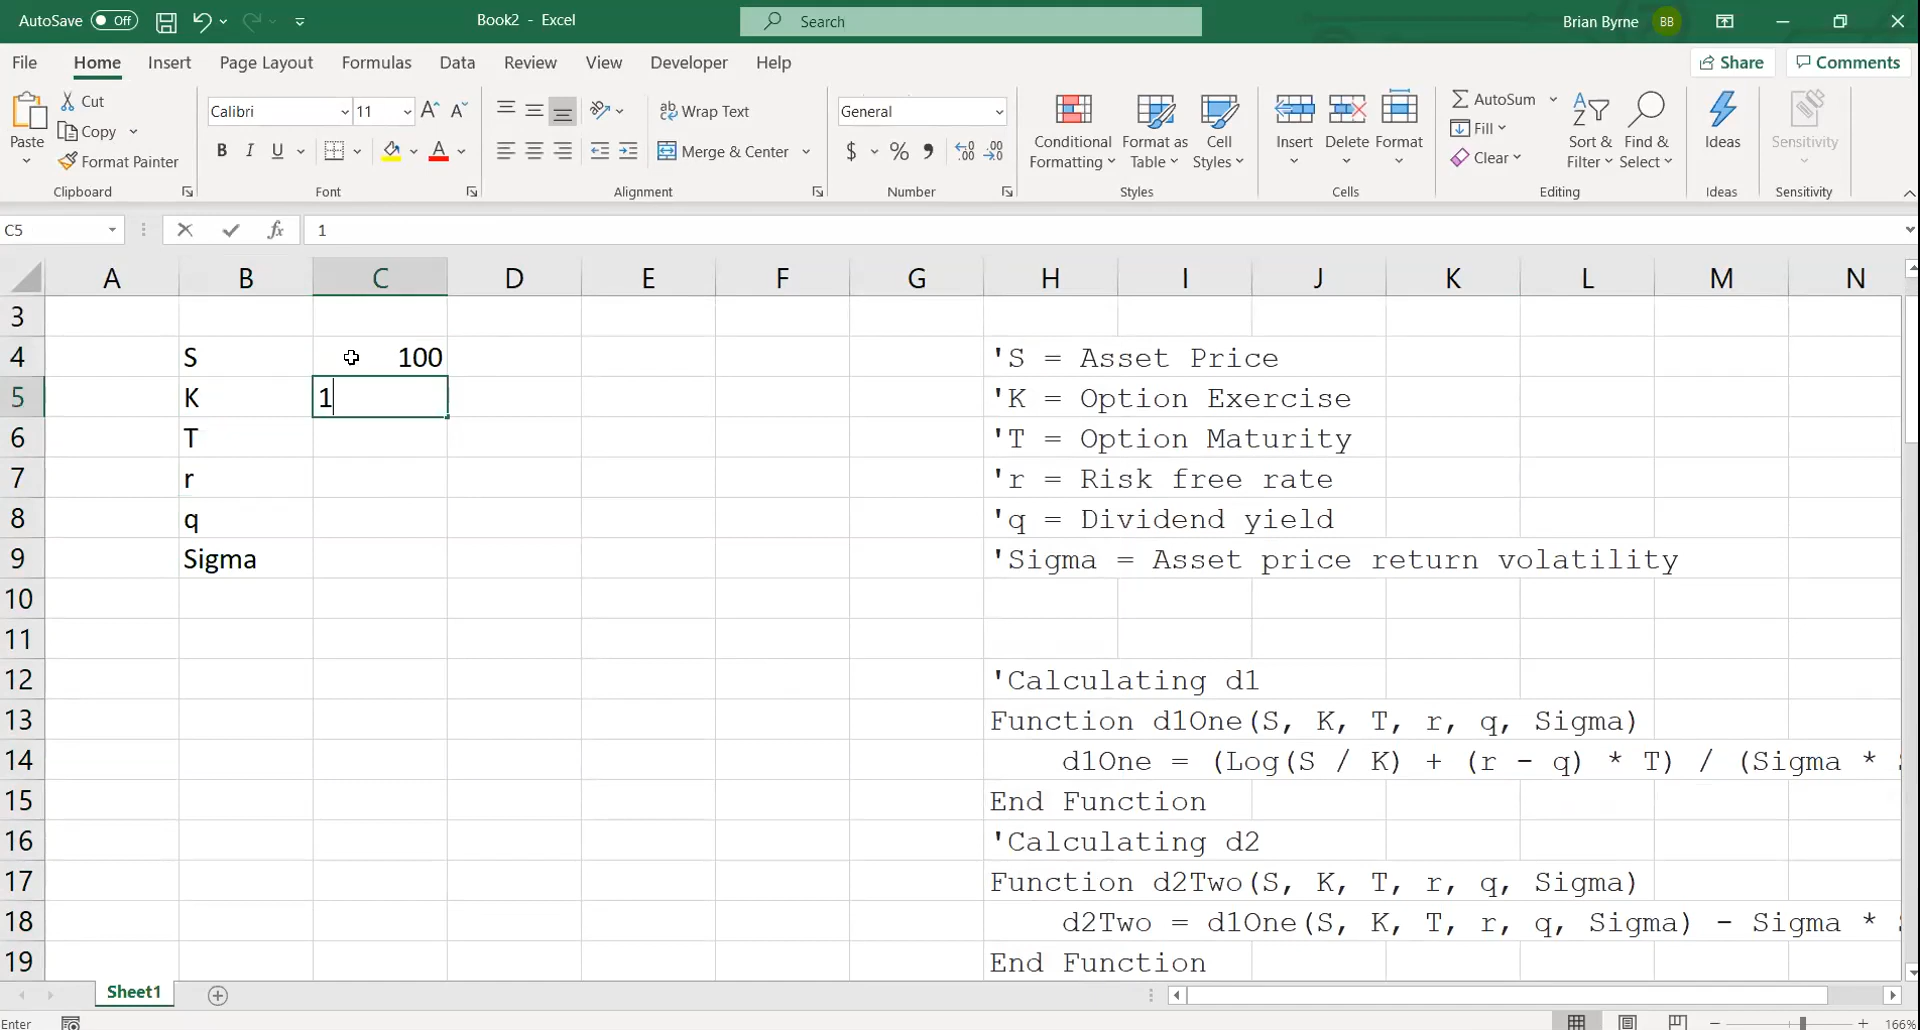 AutoSave Off Book2 - Excel Search Brian Byrne BB
File Home Insert Page Layout Formulas Data Review View Developer Help Share Comments
Paste Cut Copy Format Painter Clipboard
Calibri 11 A A B I U A Font
ab Wrap Text Merge & Center Alignment
General $ % , Number
Conditional Formatting Format as Table Cell Styles Styles
Insert Delete Format Cells
AutoSum Fill Clear Sort & Filter Find & Select Editing
Ideas Ideas
Sensitivity Sensitivity
C5 fx 1
A B C D E F G H I J K L M N
3
4 S 100 'S = Asset Price
5 K 1 'K = Option Exercise
6 T 'T = Option Maturity
7 r 'r = Risk free rate
8 q 'q = Dividend yield
9 Sigma 'Sigma = Asset price return volatility
10
11
12 'Calculating d1
13 Function d1One(S, K, T, r, q, Sigma)
14 d1One = (Log(S / K) + (r - q) * T) / (Sigma *
15 End Function
16 'Calculating d2
17 Function d2Two(S, K, T, r, q, Sigma)
18 d2Two = d1One(S, K, T, r, q, Sigma) - Sigma *
19 End Function
Sheet1
Enter 166%